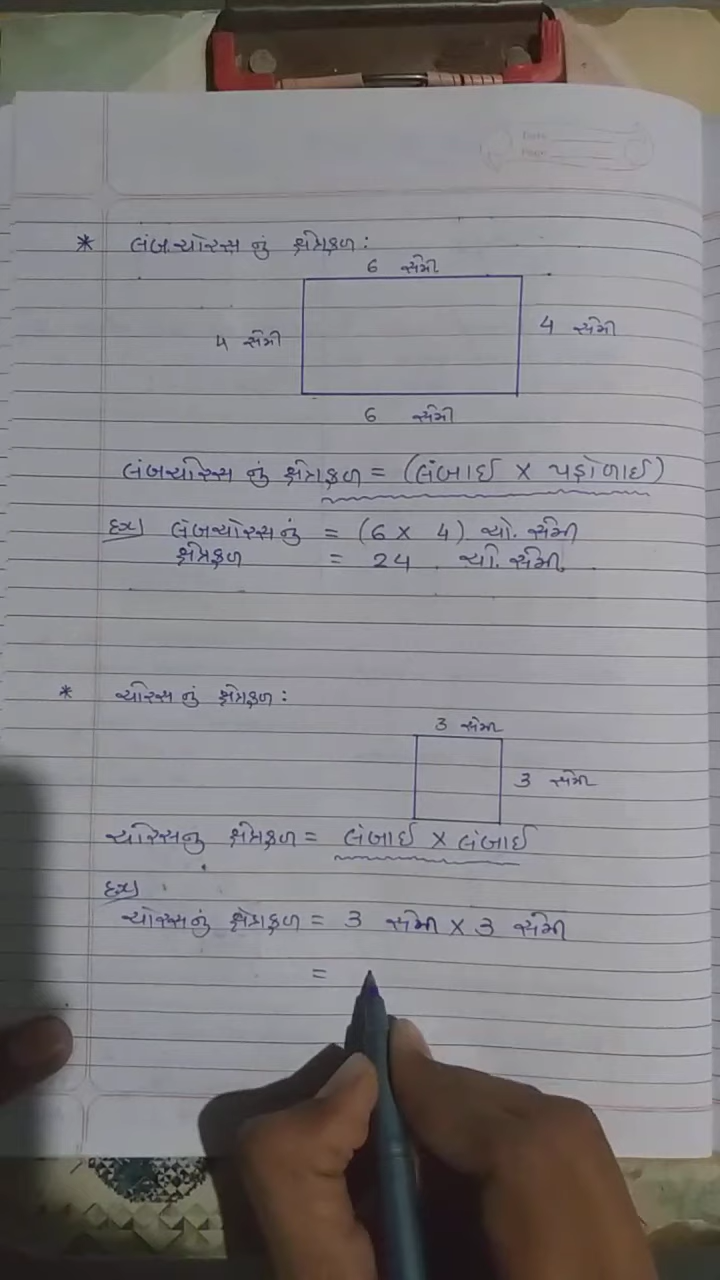 * લંબચોરસ નું ક્ષેત્રફળ :
6 સેમી
4 સેમી
4 સેમી
6 સેમી
લંબચોરસ નું ક્ષેત્રફળ = (લંબાઈ × પહોળાઈ)
દા.ત. લંબચોરસનું = (6 × 4) ચો. સેમી
ક્ષેત્રફળ = 24 ચો. સેમી.
* ચોરસ નું ક્ષેત્રફળ :
3 સેમી
3 સેમી
ચોરસનુ ક્ષેત્રફળ = લંબાઈ × લંબાઈ
દા.ત.
ચોરસનું ક્ષેત્રફળ = 3 સેમી × 3 સેમી
=